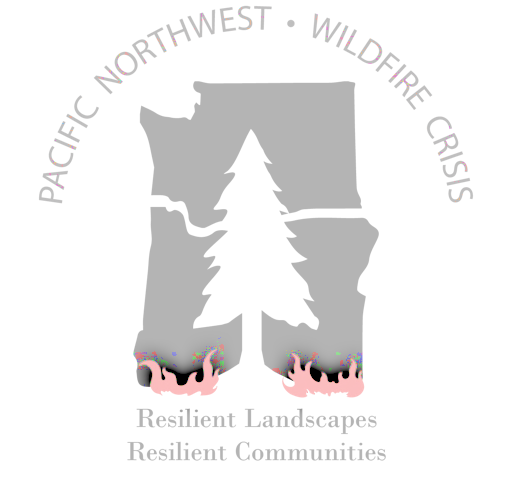 PACIFIC NORTHWEST • WILDFIRE CRISIS
Resilient Landscapes
Resilient Communities